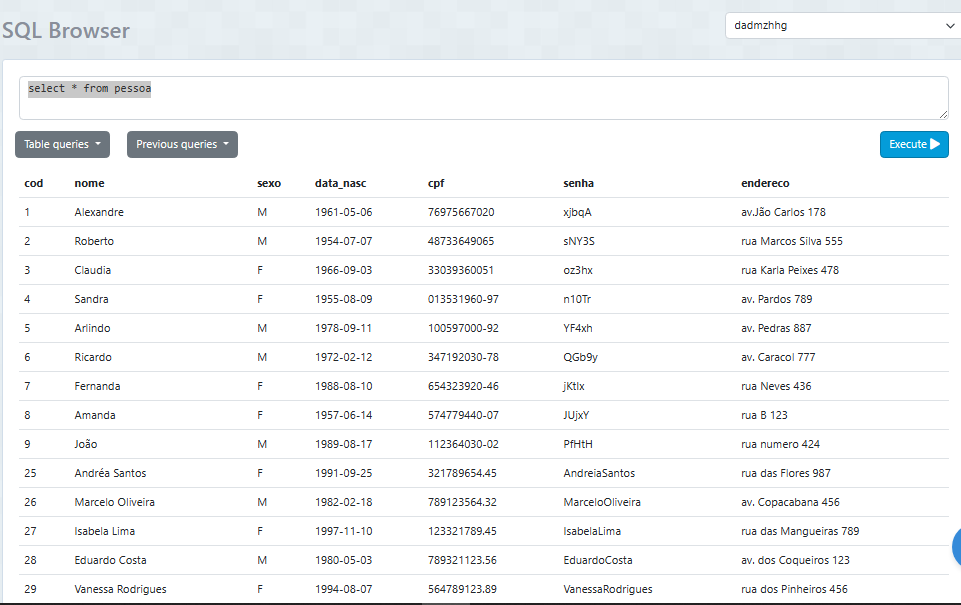 SQL Browser
dadmzhhg
select * from pessoa
Table queries Previous queries Execute
cod nome sexo data_nasc cpf senha endereco
1 Alexandre M 1961-05-06 76975667020 xjbqA av.Jão Carlos 178
2 Roberto M 1954-07-07 48733649065 sNY3S rua Marcos Silva 555
3 Claudia F 1966-09-03 33039360051 oz3hx rua Karla Peixes 478
4 Sandra F 1955-08-09 013531960-97 n10Tr av. Pardos 789
5 Arlindo M 1978-09-11 100597000-92 YF4xh av. Pedras 887
6 Ricardo M 1972-02-12 347192030-78 QGb9y av. Caracol 777
7 Fernanda F 1988-08-10 654323920-46 jKtIx rua Neves 436
8 Amanda F 1957-06-14 574779440-07 JUjxY rua B 123
9 João M 1989-08-17 112364030-02 PfHtH rua numero 424
25 Andréa Santos F 1991-09-25 321789654.45 AndreiaSantos rua das Flores 987
26 Marcelo Oliveira M 1982-02-18 789123564.32 MarceloOliveira av. Copacabana 456
27 Isabela Lima F 1997-11-10 123321789.45 IsabelaLima rua das Mangueiras 789
28 Eduardo Costa M 1980-05-03 789321123.56 EduardoCosta av. dos Coqueiros 123
29 Vanessa Rodrigues F 1994-08-07 564789123.89 VanessaRodrigues rua dos Pinheiros 456